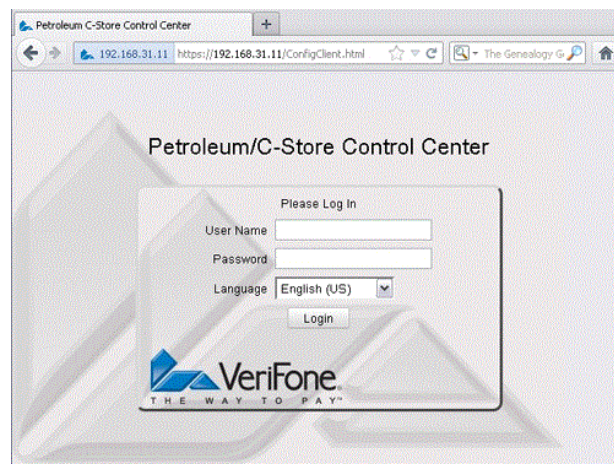 Petroleum C-Store Control Center
192.168.31.11 https://192.168.31.11/ConfigClient.html
The Genealogy G
Petroleum/C-Store Control Center
Please Log In
User Name
Password
Language English (US)
Login
VeriFone.
THE WAY TO PAY™